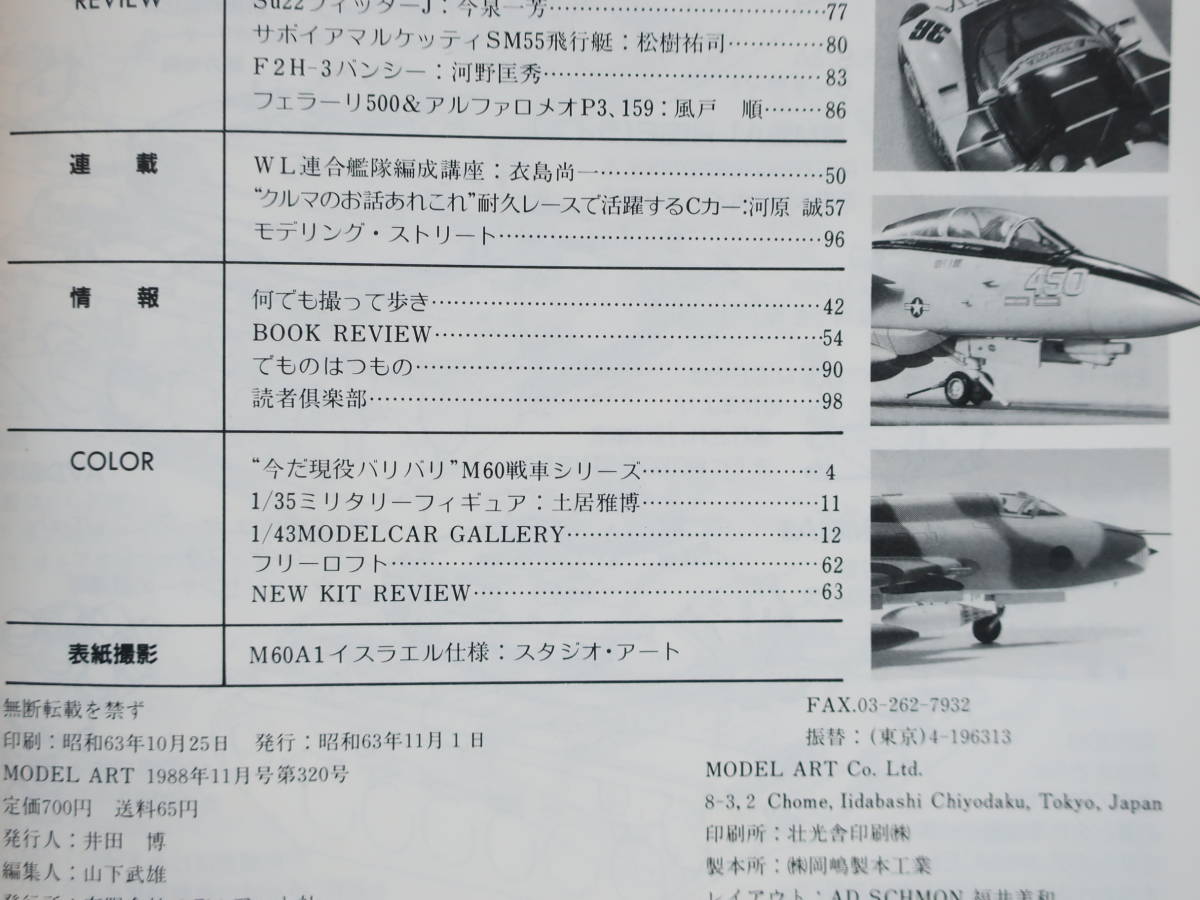 REVIEW
Su22フィッターJ：今泉一芳……77
サボイアマルケッティSM55飛行艇：松樹祐司……80
F2H-3バンシー：河野匡秀……83
フェラーリ500&アルファロメオP3、159：風戸　順……86
連　載
WL連合艦隊編成講座：衣島尚一……50
“クルマのお話あれこれ”耐久レースで活躍するCカー：河原 誠57
モデリング・ストリート……96
情　報
何でも撮って歩き……42
BOOK REVIEW……54
でものはつもの……90
読者倶楽部……98
COLOR
“今だ現役バリバリ”M60戦車シリーズ……4
1/35ミリタリーフィギュア：土居雅博……11
1/43MODELCAR GALLERY……12
フリーロフト……62
NEW KIT REVIEW……63
表紙撮影
M60A1イスラエル仕様：スタジオ・アート
36
450
無断転載を禁ず
印刷：昭和63年10月25日　発行：昭和63年11月1日
MODEL ART 1988年11月号第320号
定価700円　送料65円
発行人：井田　博
編集人：山下武雄
FAX.03-262-7932
振替：(東京)4-196313
MODEL ART Co. Ltd.
8-3, 2 Chome, Iidabashi Chiyodaku, Tokyo, Japan
印刷所：壮光舎印刷㈱
製本所：㈱岡嶋製本工業
レイアウト：AD.SCHMON 福井美和